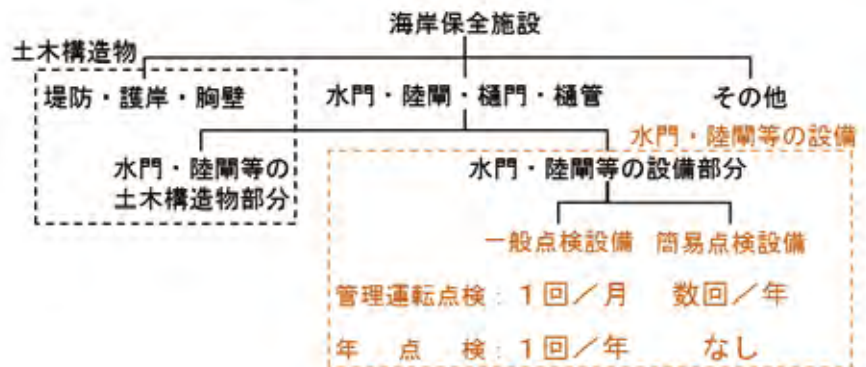 海岸保全施設
土木構造物
堤防・護岸・胸壁
水門・陸閘・樋門・樋管
その他
水門・陸閘等の設備
水門・陸閘等の
土木構造物部分
水門・陸閘等の設備部分
一般点検設備 簡易点検設備
管理運転点検：1回／月 数回／年
年点検：1回／年 なし